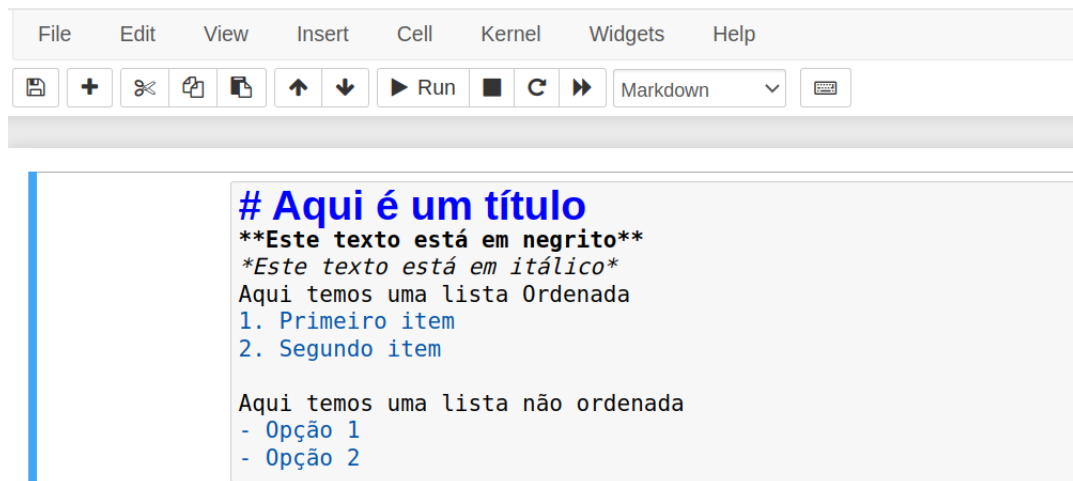 File Edit View Insert Cell Kernel Widgets Help
Run Markdown
# Aqui é um título
**Este texto está em negrito**
*Este texto está em itálico*
Aqui temos uma lista Ordenada
1. Primeiro item
2. Segundo item
Aqui temos uma lista não ordenada
- Opção 1
- Opção 2